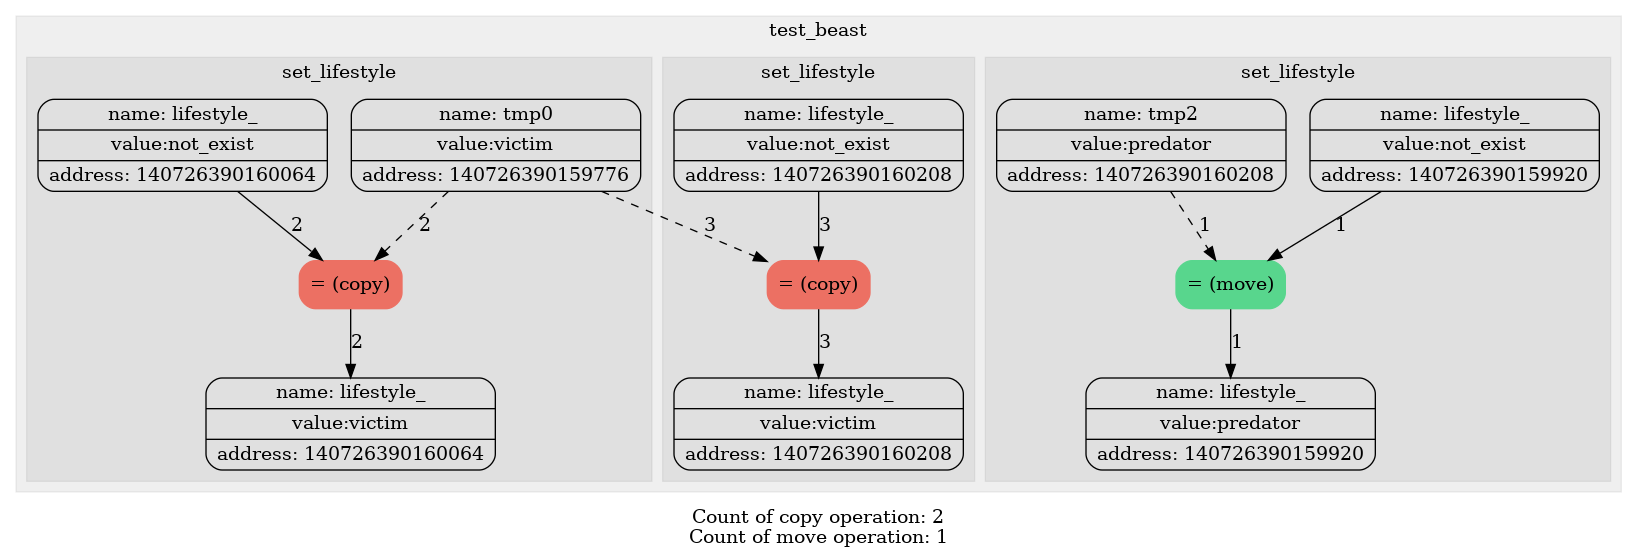 test_beast
set_lifestyle
name: lifestyle_
value:not_exist
address: 140726390160064
name: tmp0
value:victim
address: 140726390159776
2
2
= (copy)
2
name: lifestyle_
value:victim
address: 140726390160064
set_lifestyle
name: lifestyle_
value:not_exist
address: 140726390160208
3
3
= (copy)
3
name: lifestyle_
value:victim
address: 140726390160208
set_lifestyle
name: tmp2
value:predator
address: 140726390160208
name: lifestyle_
value:not_exist
address: 140726390159920
1
1
= (move)
1
name: lifestyle_
value:predator
address: 140726390159920
Count of copy operation: 2
Count of move operation: 1